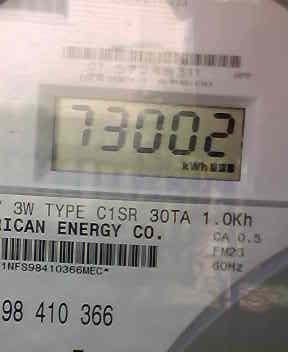 73002
kWh
3W TYPE C1SR 30TA 1.0Kh
RICAN ENERGY CO.
CA 0.5
FM2S
60Hz
1NFS98410366MEC*
98 410 366